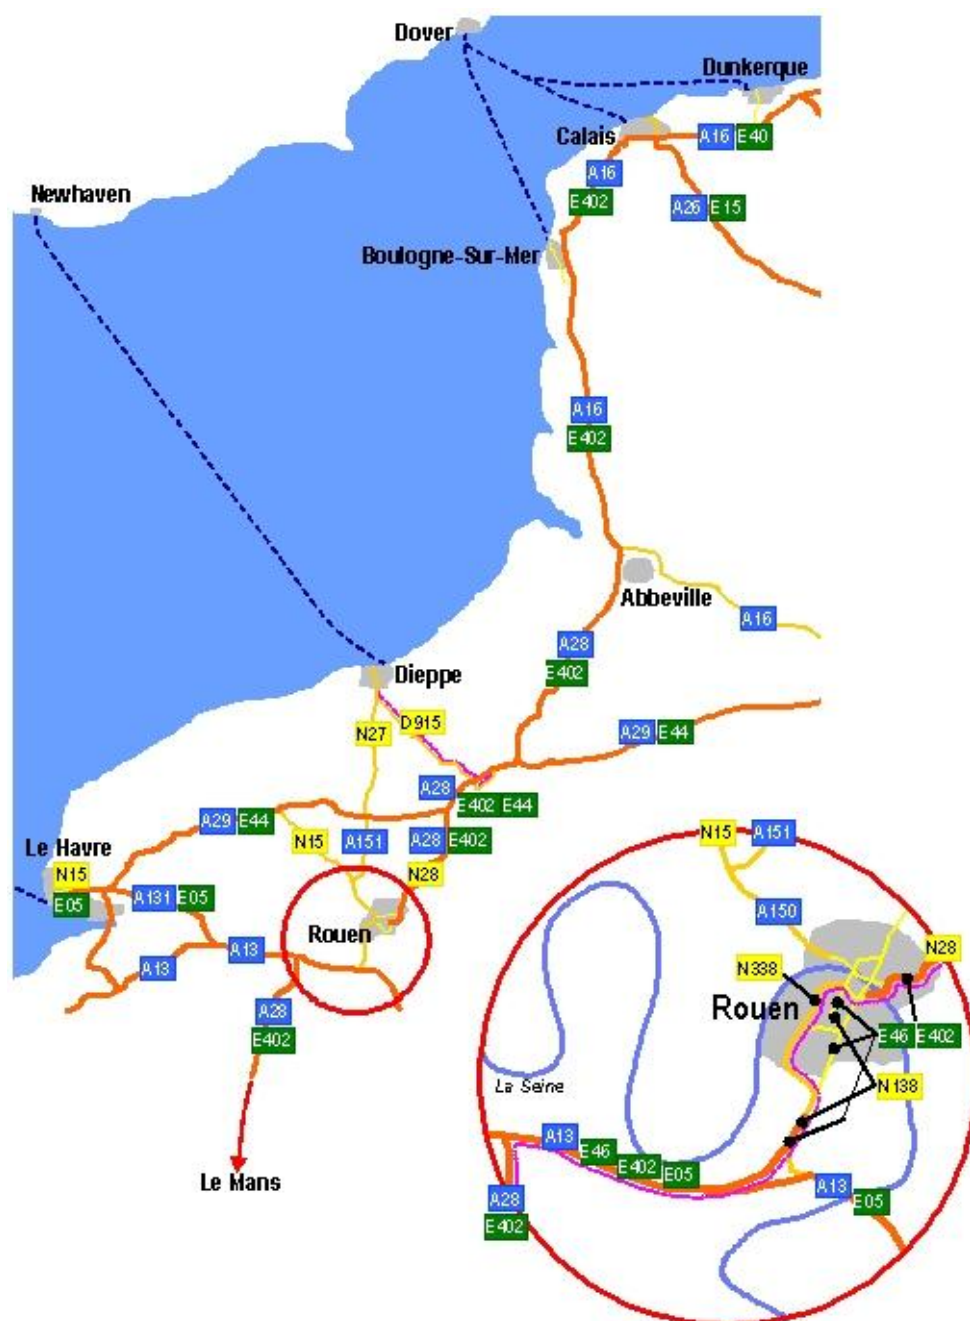 Dover
Dunkerque
Calais
A16 E40
A16
Newhaven
E402
A26 E15
Boulogne-Sur-Mer
A16
E402
Abbeville
A16
A28
E402
Dieppe
D915
N27
A29 E44
A28
E402 E44
A29 E44
N15
A151
A28 E402
N15
A151
Le Havre
N15
N28
E05
A131 E05
A150
Rouen
N28
A13
A13
N338
Rouen
A28
E402
E46 E402
La Seine
N138
A13
E46
E402
E05
Le Mans
A28
E402
A13
E05